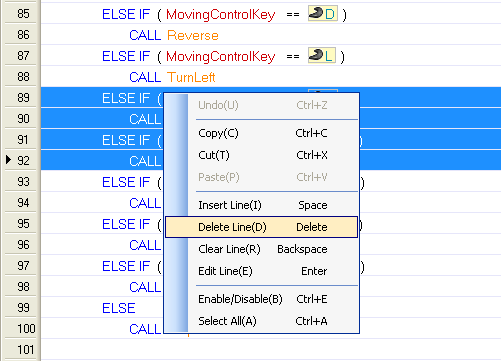 85 ELSE IF ( MovingControlKey == D )
86 CALL Reverse
87 ELSE IF ( MovingControlKey == L )
88 CALL TurnLeft
89 ELSE IF (
90 CALL
91 ELSE IF ( )
92 CALL
93 ELSE IF ( )
94 CALL
95 ELSE IF ( )
96 CALL
97 ELSE IF ( )
98 CALL
99 ELSE
100 CALL
101
Undo(U) Ctrl+Z
Copy(C) Ctrl+C
Cut(T) Ctrl+X
Paste(P) Ctrl+V
Insert Line(I) Space
Delete Line(D) Delete
Clear Line(R) Backspace
Edit Line(E) Enter
Enable/Disable(B) Ctrl+E
Select All(A) Ctrl+A